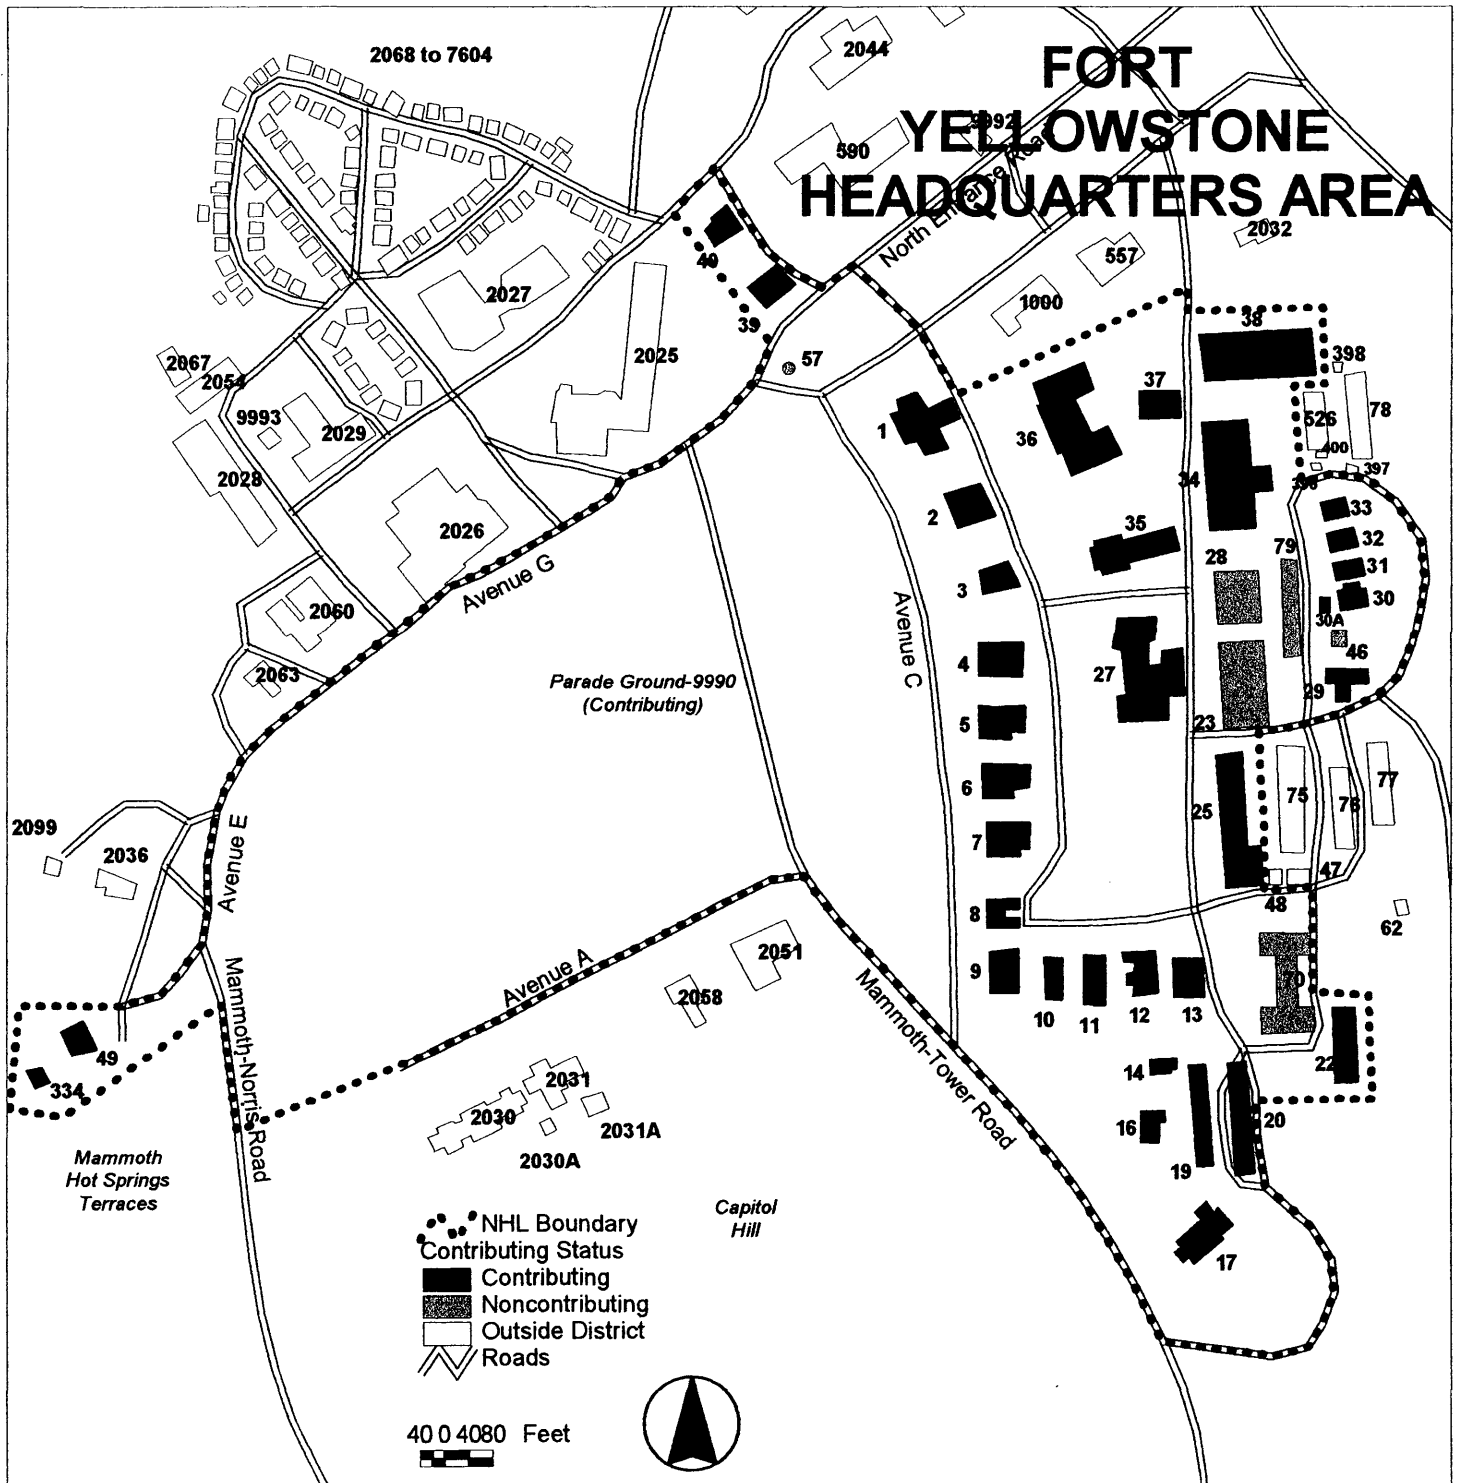 2068 to 7604
2044
FORT
YELLOWSTONE
HEADQUARTERS AREA
9992
590
North Entrance Road
2032
557
1000
40
39
2027
2025
57
38
398
2067
2054
9993
2029
2028
2026
1
36
37
34
526
78
400
397
396
33
32
31
30
30A
46
29
2
3
35
28
79
Avenue G
2060
2063
Avenue C
4
27
23
Parade Ground-9990
(Contributing)
5
6
7
25
75
76
77
47
48
62
2099
2036
Avenue E
8
9
10
11
12
13
70
2051
2058
Avenue A
Mammoth-Norris Road
Mammoth-Tower Road
49
334
22
14
16
19
20
17
2031
2030
2031A
2030A
Mammoth
Hot Springs
Terraces
Capitol
Hill
NHL Boundary
Contributing Status
Contributing
Noncontributing
Outside District
Roads
40 0 4080 Feet